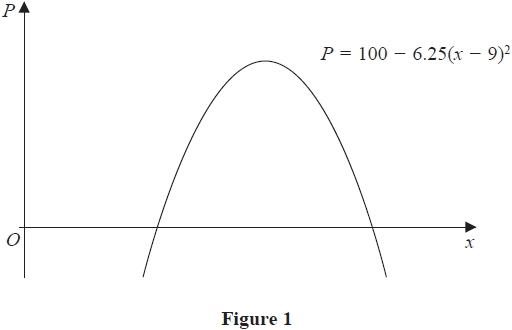 P
P = 100 − 6.25(x − 9)²
O
x
Figure 1